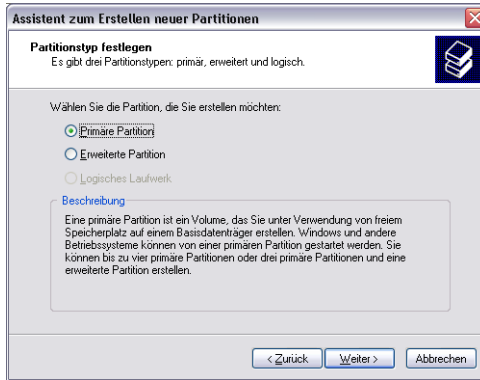 Assistent zum Erstellen neuer Partitionen
Partitionstyp festlegen
Es gibt drei Partitionstypen: primär, erweitert und logisch.
Wählen Sie die Partition, die Sie erstellen möchten:
Primäre Partition
Erweiterte Partition
Logisches Laufwerk
Beschreibung
Eine primäre Partition ist ein Volume, das Sie unter Verwendung von freiem
Speicherplatz auf einem Basisdatenträger erstellen. Windows und andere
Betriebssysteme können von einer primären Partition gestartet werden. Sie
können bis zu vier primäre Partitionen oder drei primäre Partitionen und eine
erweiterte Partition erstellen.
< Zurück Weiter > Abbrechen